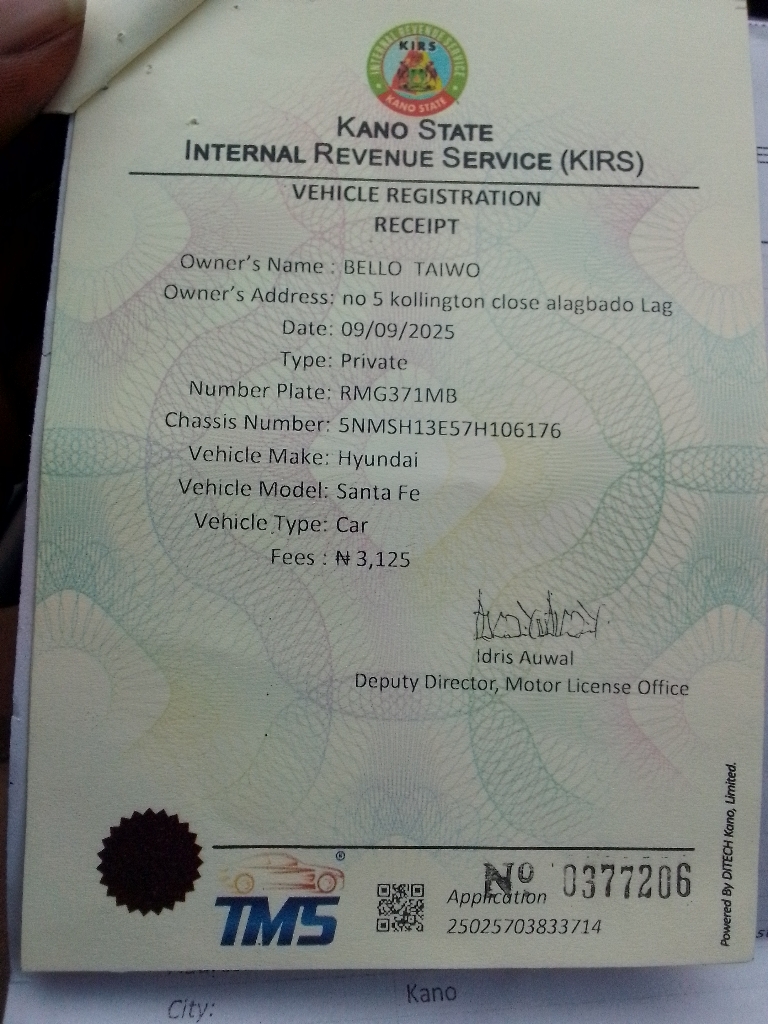 INTERNAL REVENUE SERVICE
KIRS
KANO STATE
KANO STATE
INTERNAL REVENUE SERVICE (KIRS)
VEHICLE REGISTRATION
RECEIPT
Owner's Name : BELLO TAIWO
Owner's Address: no 5 kollington close alagbado Lag
Date: 09/09/2025
Type: Private
Number Plate: RMG371MB
Chassis Number: 5NMSH13E57H106176
Vehicle Make: Hyundai
Vehicle Model: Santa Fe
Vehicle Type: Car
Fees : ₦ 3,125
Idris Auwal
Deputy Director, Motor License Office
Powered By DITECH Kano, Limited.
®
TMS
Nº 0377206
Application
25025703833714
City: Kano